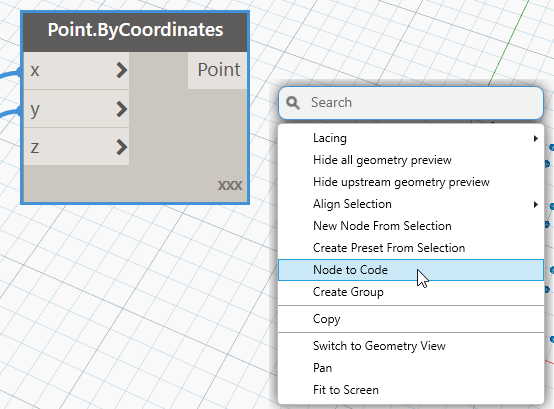 Point.ByCoordinates
x
Point
y
z
xxx
Search
Lacing
Hide all geometry preview
Hide upstream geometry preview
Align Selection
New Node From Selection
Create Preset From Selection
Node to Code
Create Group
Copy
Switch to Geometry View
Pan
Fit to Screen